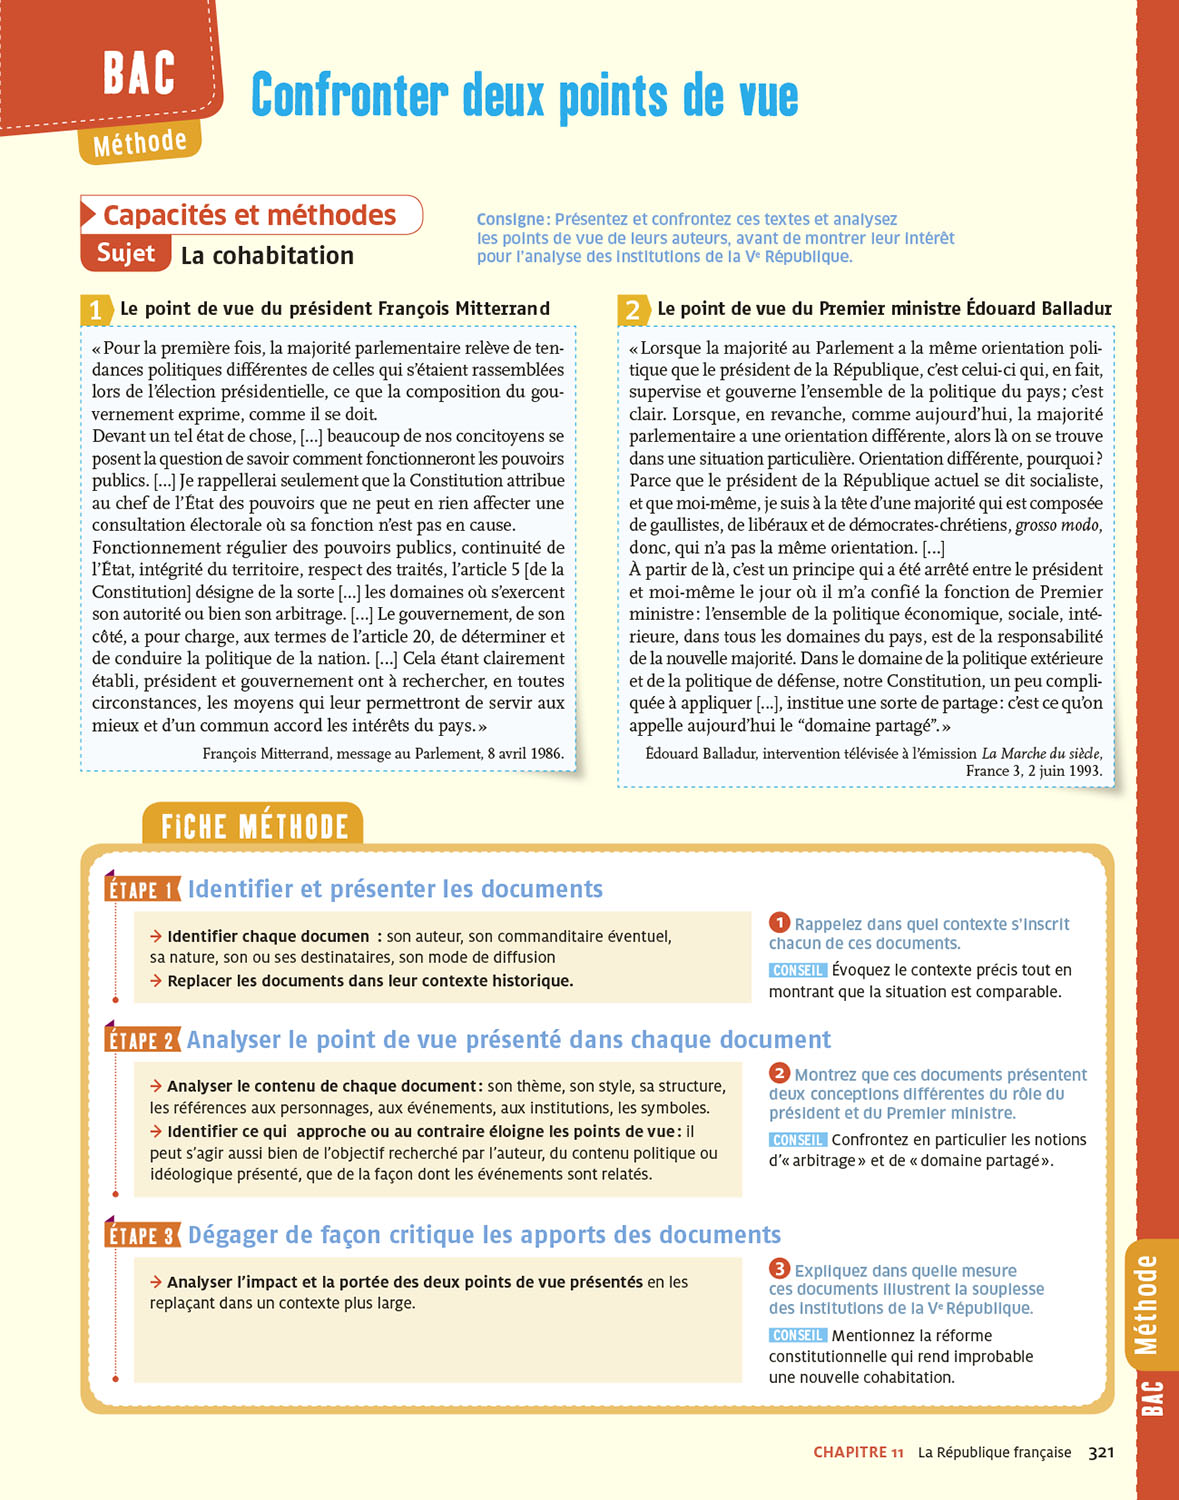 BAC
Méthode
Confronter deux points de vue
Capacités et méthodes
Sujet La cohabitation
Consigne : Présentez et confrontez ces textes et analysez
les points de vue de leurs auteurs, avant de montrer leur intérêt
pour l'analyse des institutions de la Vᵉ République.
1 Le point de vue du président François Mitterrand
« Pour la première fois, la majorité parlementaire relève de ten-
dances politiques différentes de celles qui s'étaient rassemblées
lors de l'élection présidentielle, ce que la composition du gou-
vernement exprime, comme il se doit.
Devant un tel état de chose, [...] beaucoup de nos concitoyens se
posent la question de savoir comment fonctionneront les pouvoirs
publics. [...] Je rappellerai seulement que la Constitution attribue
au chef de l'État des pouvoirs que ne peut en rien affecter une
consultation électorale où sa fonction n'est pas en cause.
Fonctionnement régulier des pouvoirs publics, continuité de
l'État, intégrité du territoire, respect des traités, l'article 5 [de la
Constitution] désigne de la sorte [...] les domaines où s'exercent
son autorité ou bien son arbitrage. [...] Le gouvernement, de son
côté, a pour charge, aux termes de l'article 20, de déterminer et
de conduire la politique de la nation. [...] Cela étant clairement
établi, président et gouvernement ont à rechercher, en toutes
circonstances, les moyens qui leur permettront de servir aux
mieux et d'un commun accord les intérêts du pays. »
François Mitterrand, message au Parlement, 8 avril 1986.
2 Le point de vue du Premier ministre Édouard Balladur
« Lorsque la majorité au Parlement a la même orientation poli-
tique que le président de la République, c'est celui-ci qui, en fait,
supervise et gouverne l'ensemble de la politique du pays ; c'est
clair. Lorsque, en revanche, comme aujourd'hui, la majorité
parlementaire a une orientation différente, alors là on se trouve
dans une situation particulière. Orientation différente, pourquoi ?
Parce que le président de la République actuel se dit socialiste,
et que moi-même, je suis à la tête d'une majorité qui est composée
de gaullistes, de libéraux et de démocrates-chrétiens, grosso modo,
donc, qui n'a pas la même orientation. [...]
À partir de là, c'est un principe qui a été arrêté entre le président
et moi-même le jour où il m'a confié la fonction de Premier
ministre : l'ensemble de la politique économique, sociale, inté-
rieure, dans tous les domaines du pays, est de la responsabilité
de la nouvelle majorité. Dans le domaine de la politique extérieure
et de la politique de défense, notre Constitution, un peu compli-
quée à appliquer [...], institue une sorte de partage : c'est ce qu'on
appelle aujourd'hui le “domaine partagé”. »
Édouard Balladur, intervention télévisée à l'émission La Marche du siècle,
France 3, 2 juin 1993.
FICHE MÉTHODE
ÉTAPE 1 Identifier et présenter les documents
→ Identifier chaque documen : son auteur, son commanditaire éventuel,
sa nature, son ou ses destinataires, son mode de diffusion
→ Replacer les documents dans leur contexte historique.
1 Rappelez dans quel contexte s'inscrit
chacun de ces documents.
CONSEIL Évoquez le contexte précis tout en
montrant que la situation est comparable.
ÉTAPE 2 Analyser le point de vue présenté dans chaque document
→ Analyser le contenu de chaque document : son thème, son style, sa structure,
les références aux personnages, aux événements, aux institutions, les symboles.
→ Identifier ce qui approche ou au contraire éloigne les points de vue : il
peut s'agir aussi bien de l'objectif recherché par l'auteur, du contenu politique ou
idéologique présenté, que de la façon dont les événements sont relatés.
2 Montrez que ces documents présentent
deux conceptions différentes du rôle du
président et du Premier ministre.
CONSEIL Confrontez en particulier les notions
d'« arbitrage » et de « domaine partagé ».
ÉTAPE 3 Dégager de façon critique les apports des documents
→ Analyser l'impact et la portée des deux points de vue présentés en les
replaçant dans un contexte plus large.
3 Expliquez dans quelle mesure
ces documents illustrent la souplesse
des institutions de la Vᵉ République.
CONSEIL Mentionnez la réforme
constitutionnelle qui rend improbable
une nouvelle cohabitation.
BAC Méthode
CHAPITRE 11 La République française 321